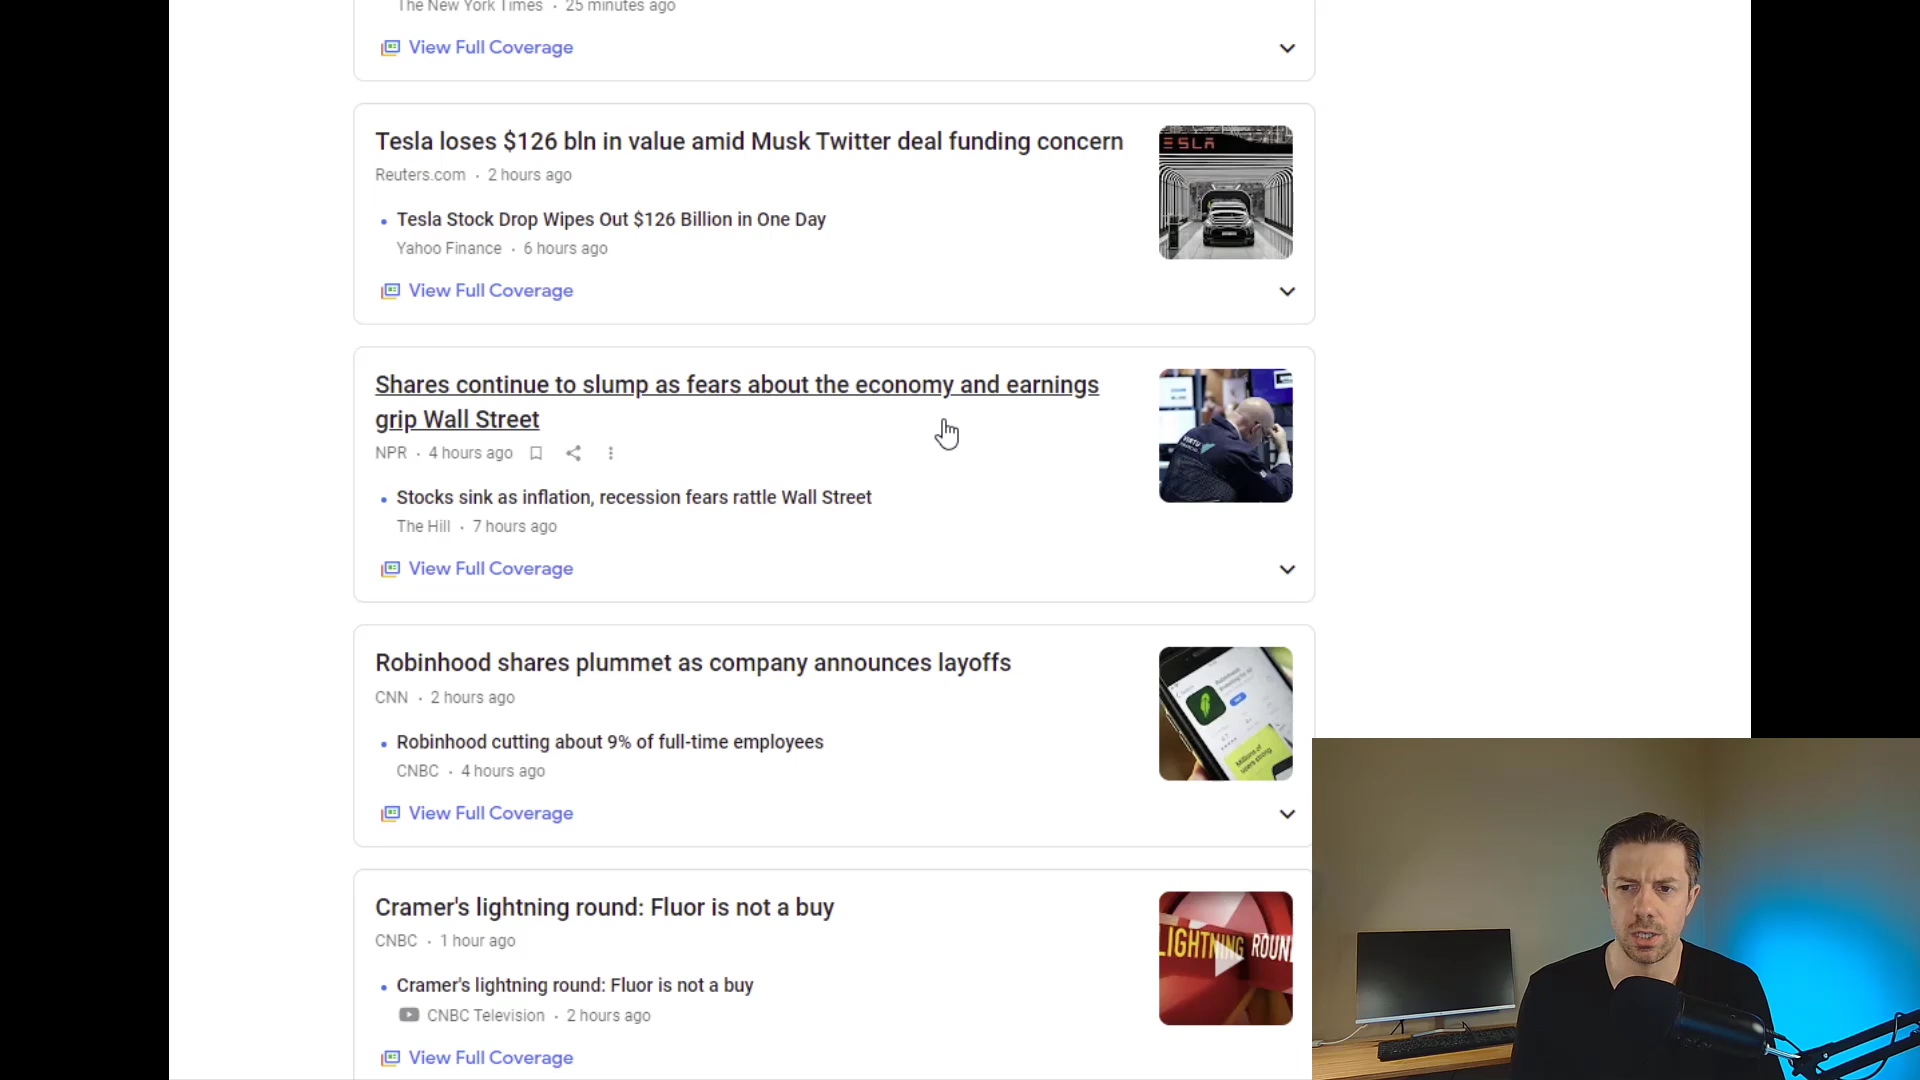 The New York Times · 25 minutes ago
View Full Coverage
Tesla loses $126 bln in value amid Musk Twitter deal funding concern
Reuters.com · 2 hours ago
• Tesla Stock Drop Wipes Out $126 Billion in One Day
Yahoo Finance · 6 hours ago
View Full Coverage
ESLA
Shares continue to slump as fears about the economy and earnings
grip Wall Street
NPR · 4 hours ago
• Stocks sink as inflation, recession fears rattle Wall Street
The Hill · 7 hours ago
View Full Coverage
VIRTU
Robinhood shares plummet as company announces layoffs
CNN · 2 hours ago
• Robinhood cutting about 9% of full-time employees
CNBC · 4 hours ago
View Full Coverage
Cramer's lightning round: Fluor is not a buy
CNBC · 1 hour ago
• Cramer's lightning round: Fluor is not a buy
CNBC Television · 2 hours ago
View Full Coverage
LIGHTNING ROUN